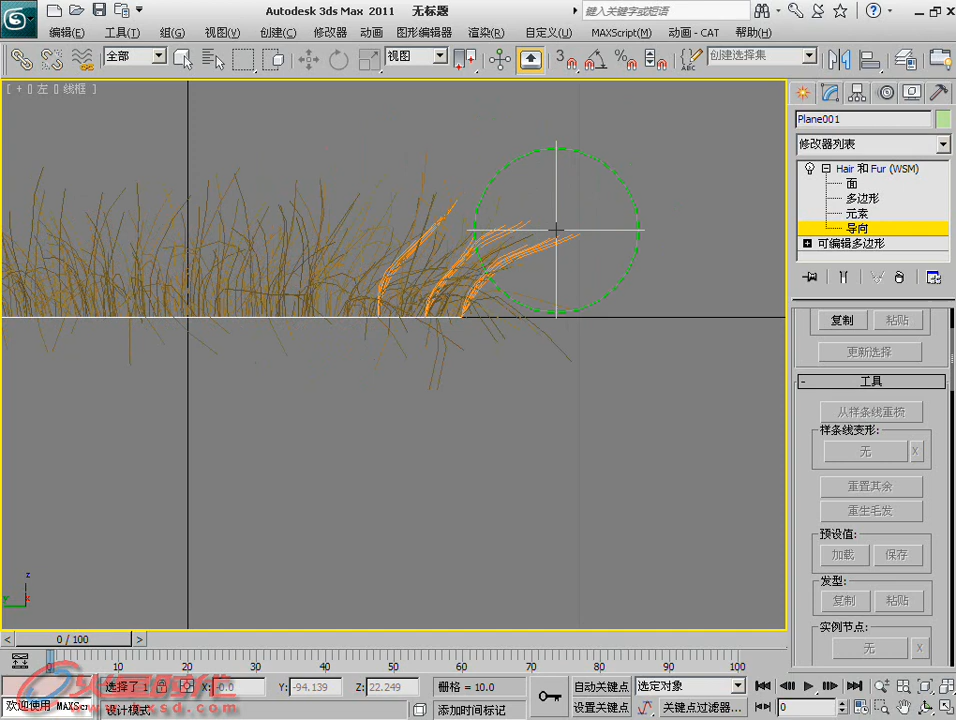 Autodesk 3ds Max 2011 无标题
键入关键字或短语
编辑(E) 工具(T) 组(G) 视图(V) 创建(C) 修改器 动画 图形编辑器 渲染(R) 自定义(U) MAXScript(M) 动画 - CAT 帮助(H)
全部 视图 3 创建选择集
[ + 0 左 0 线框 ]
Plane001
修改器列表
Hair 和 Fur (WSM)
面
多边形
元素
导向
可编辑多边形
复制 粘贴
更新选择
- 工具
从样条线重梳
样条线变形:
无 X
重置其余
重生毛发
预设值:
加载 保存
发型:
复制 粘贴
实例节点:
无 X
z
y x
< 0 / 100 >
0 10 20 30 40 50 60 70 80 90 100
选择了 1 X: -0.0 Y: -94.139 Z: 22.249 栅格 = 10.0 自动关键点 选定对象
欢迎使用 MAXScr 设计模式 添加时间标记 设置关键点 关键点过滤器... 0